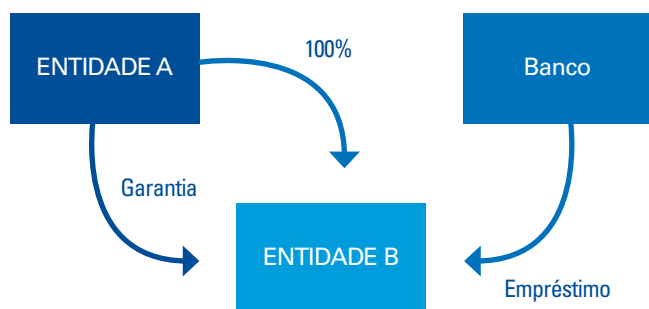 ENTIDADE A
100%
Banco
Garantia
ENTIDADE B
Empréstimo